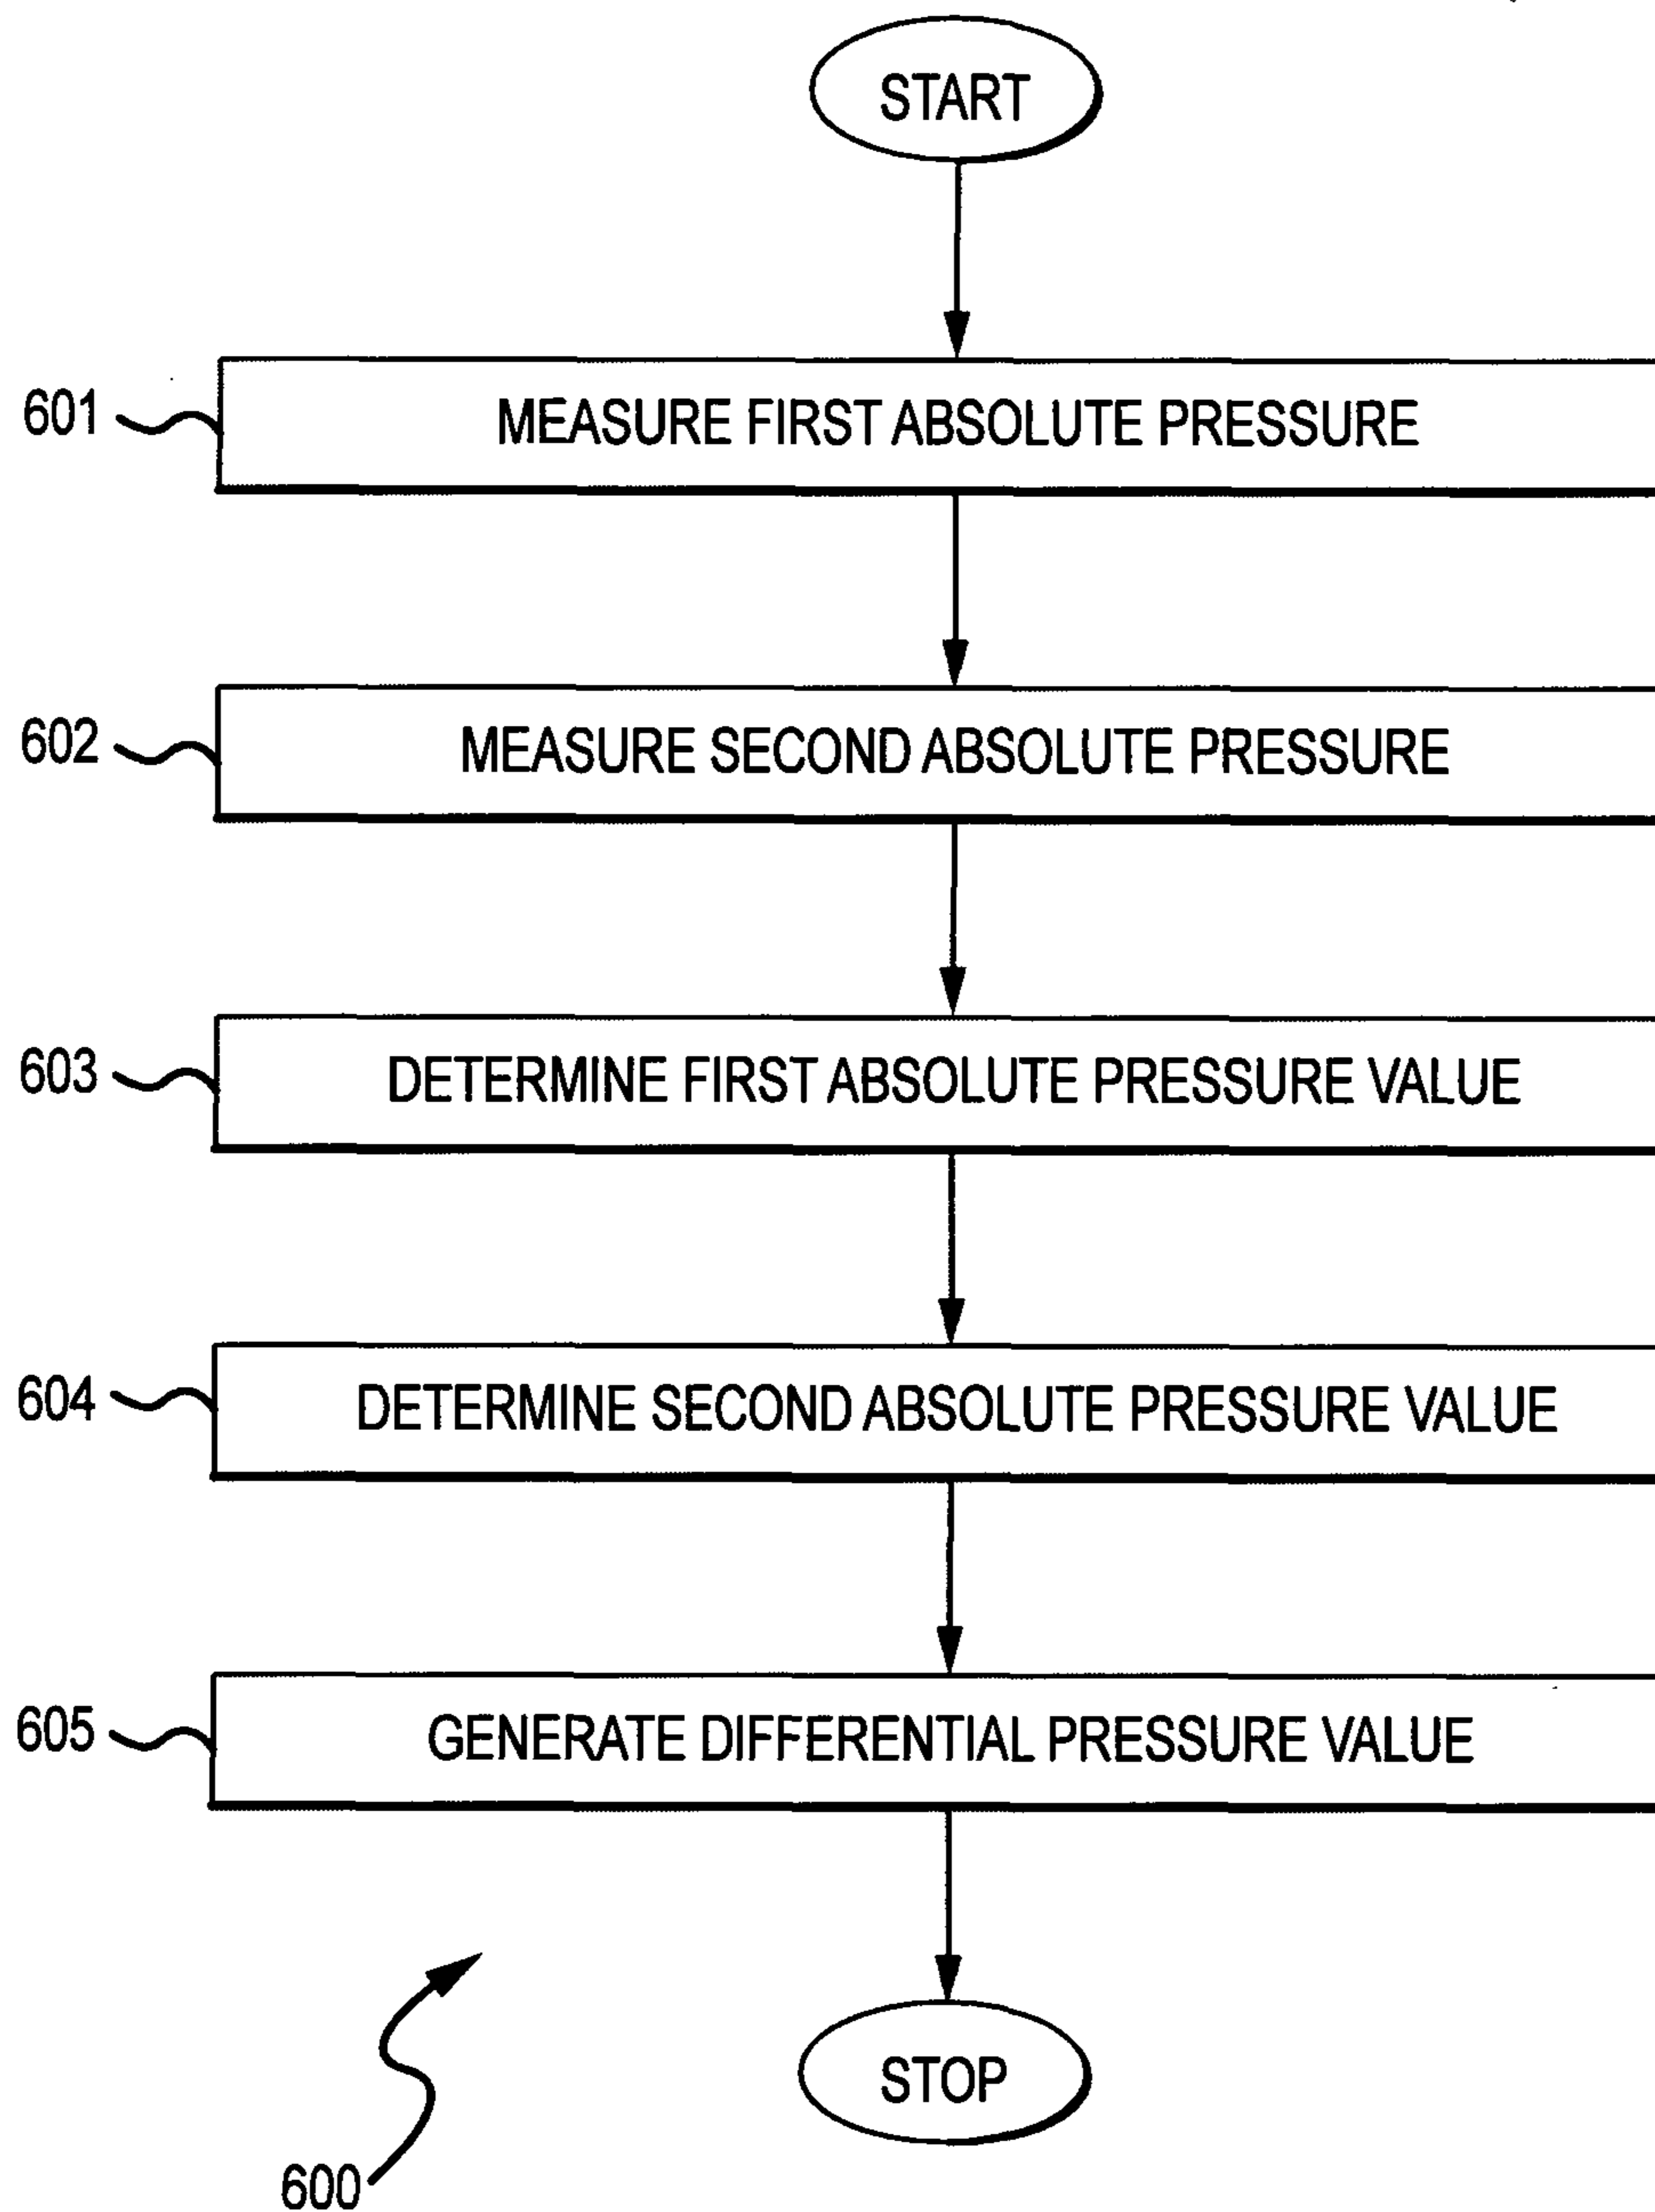 START
601
MEASURE FIRST ABSOLUTE PRESSURE
602
MEASURE SECOND ABSOLUTE PRESSURE
603
DETERMINE FIRST ABSOLUTE PRESSURE VALUE
604
DETERMINE SECOND ABSOLUTE PRESSURE VALUE
605
GENERATE DIFFERENTIAL PRESSURE VALUE
STOP
600